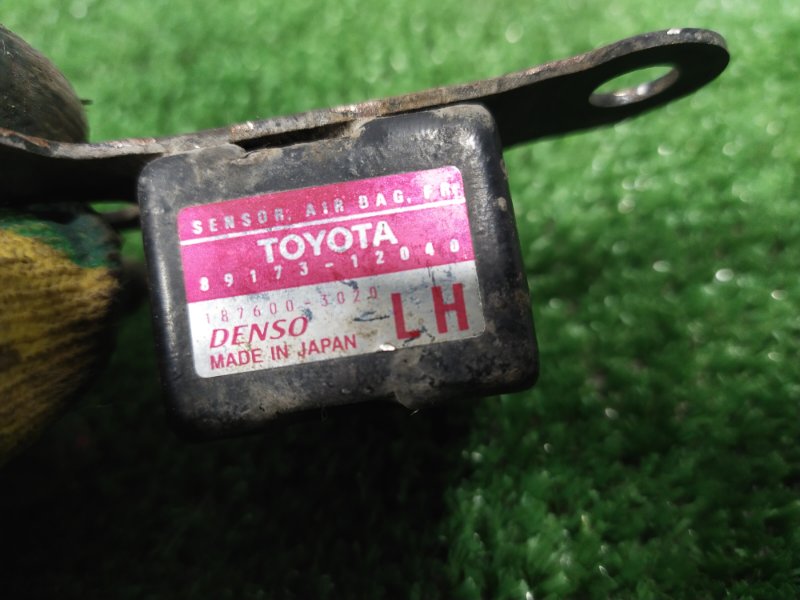 SENSOR, AIR BAG, FR
TOYOTA
89173-12040
187600-3020
DENSO
LH
MADE IN JAPAN